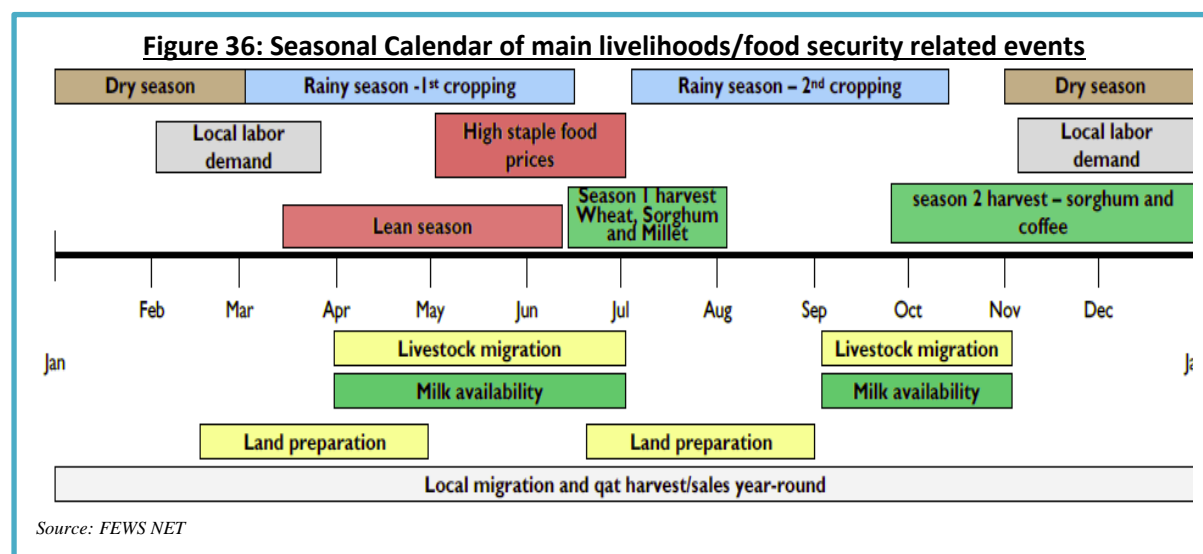 Figure 36: Seasonal Calendar of main livelihoods/food security related events
Dry season
Rainy season -1st cropping
Rainy season – 2nd cropping
Dry season
Local labor
demand
High staple food
prices
Local labor
demand
Lean season
Season 1 harvest
Wheat, Sorghum
and Millet
season 2 harvest – sorghum and
coffee
Feb
Mar
Apr
May
Jun
Jul
Aug
Sep
Oct
Nov
Dec
Jan
Ja
Livestock migration
Livestock migration
Milk availability
Milk availability
Land preparation
Land preparation
Local migration and qat harvest/sales year-round
Source: FEWS NET